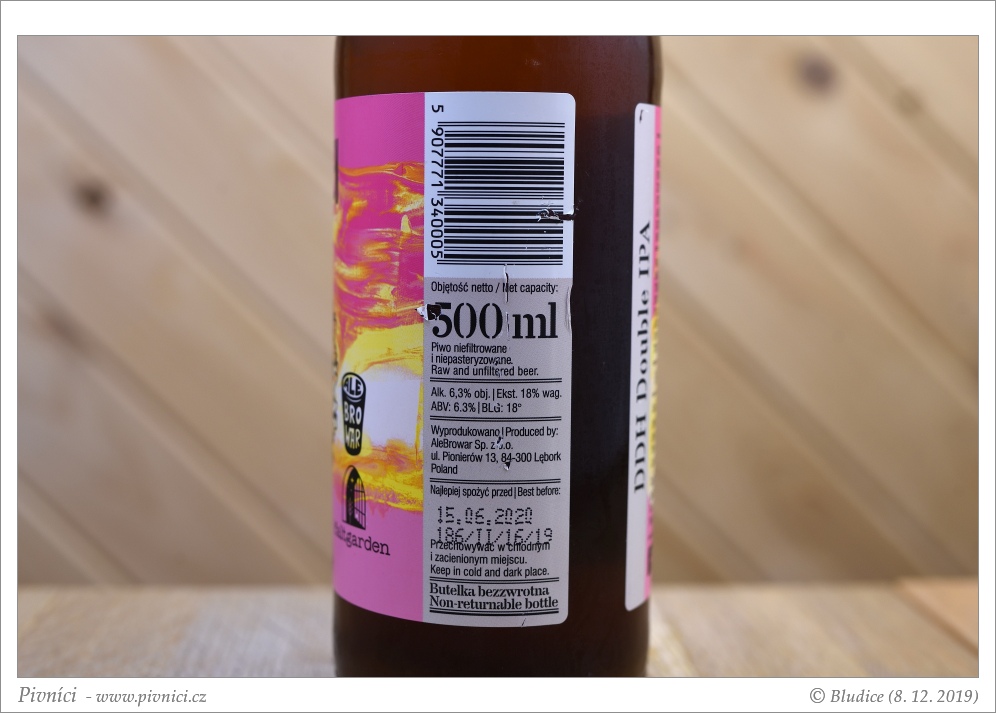 5 907771 340005
Objętość netto / Net capacity:
500 ml
Piwo niefiltrowane
i niepasteryzowane.
Raw and unfiltered beer.
Alk. 6,3% obj. | Ekst. 18% wag.
ABV: 6.3% | BLG: 18°
Wyprodukowano | Produced by:
AleBrowar Sp. z o.o.
ul. Pionierów 13, 84-300 Lębork
Poland
Najlepiej spożyć przed | Best before:
15.06.2020
186/II/16/19
Przechowywać w chłodnym
i zacienionym miejscu.
Keep in cold and dark place.
Butelka bezzwrotna
Non-returnable bottle
ALE
BRO
WAR
garden
DDH Double IPA
Pivníci - www.pivnici.cz
© Bludice (8. 12. 2019)